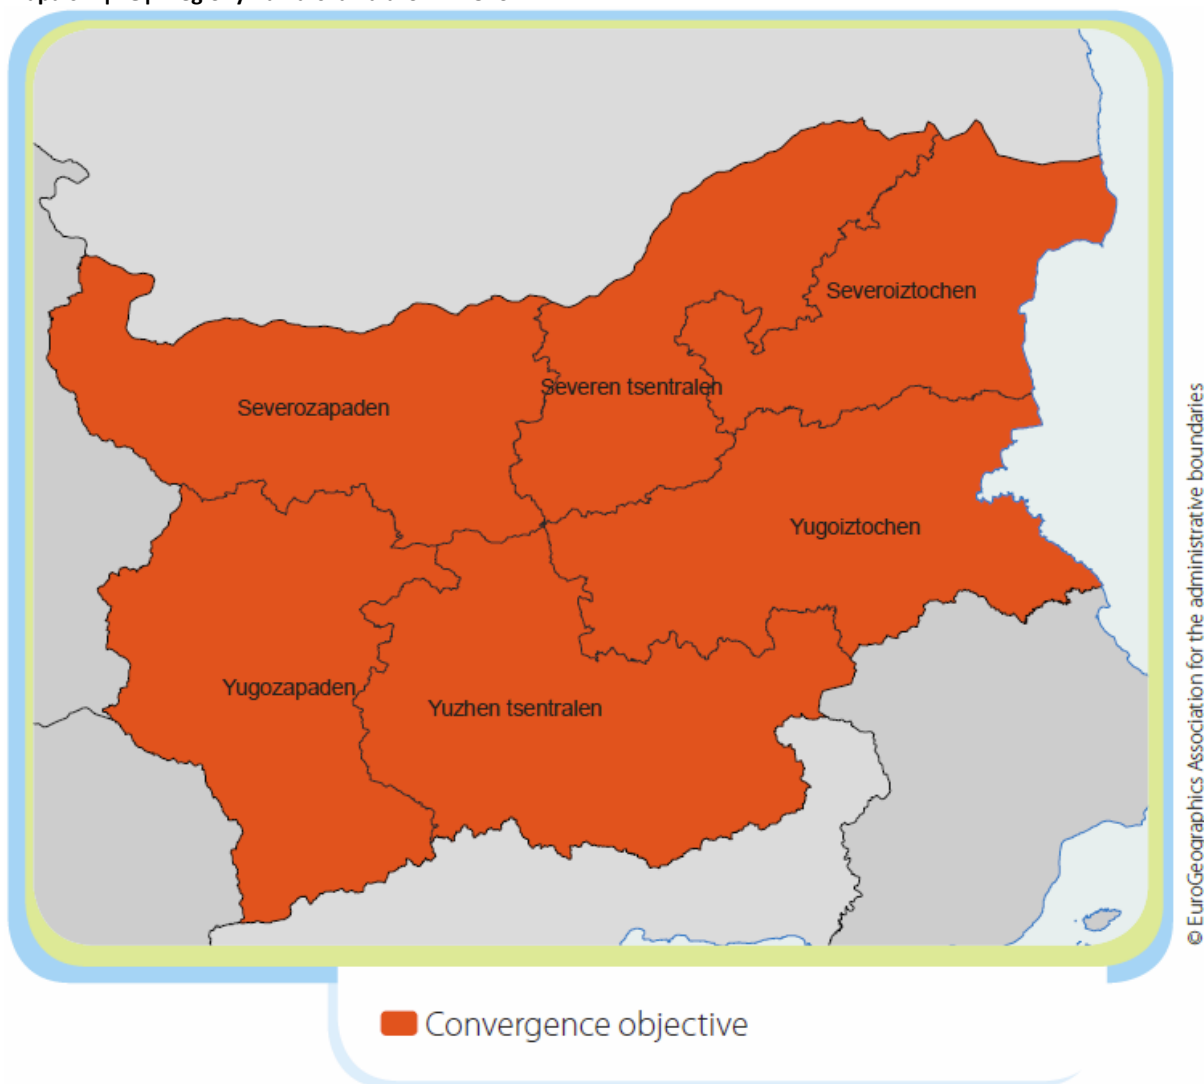 Severoiztochen
Severen tsentralen
Severozapaden
Yugoiztochen
Yugozapaden
Yuzhen tsentralen
© EuroGeographics Association for the administrative boundaries
Convergence objective